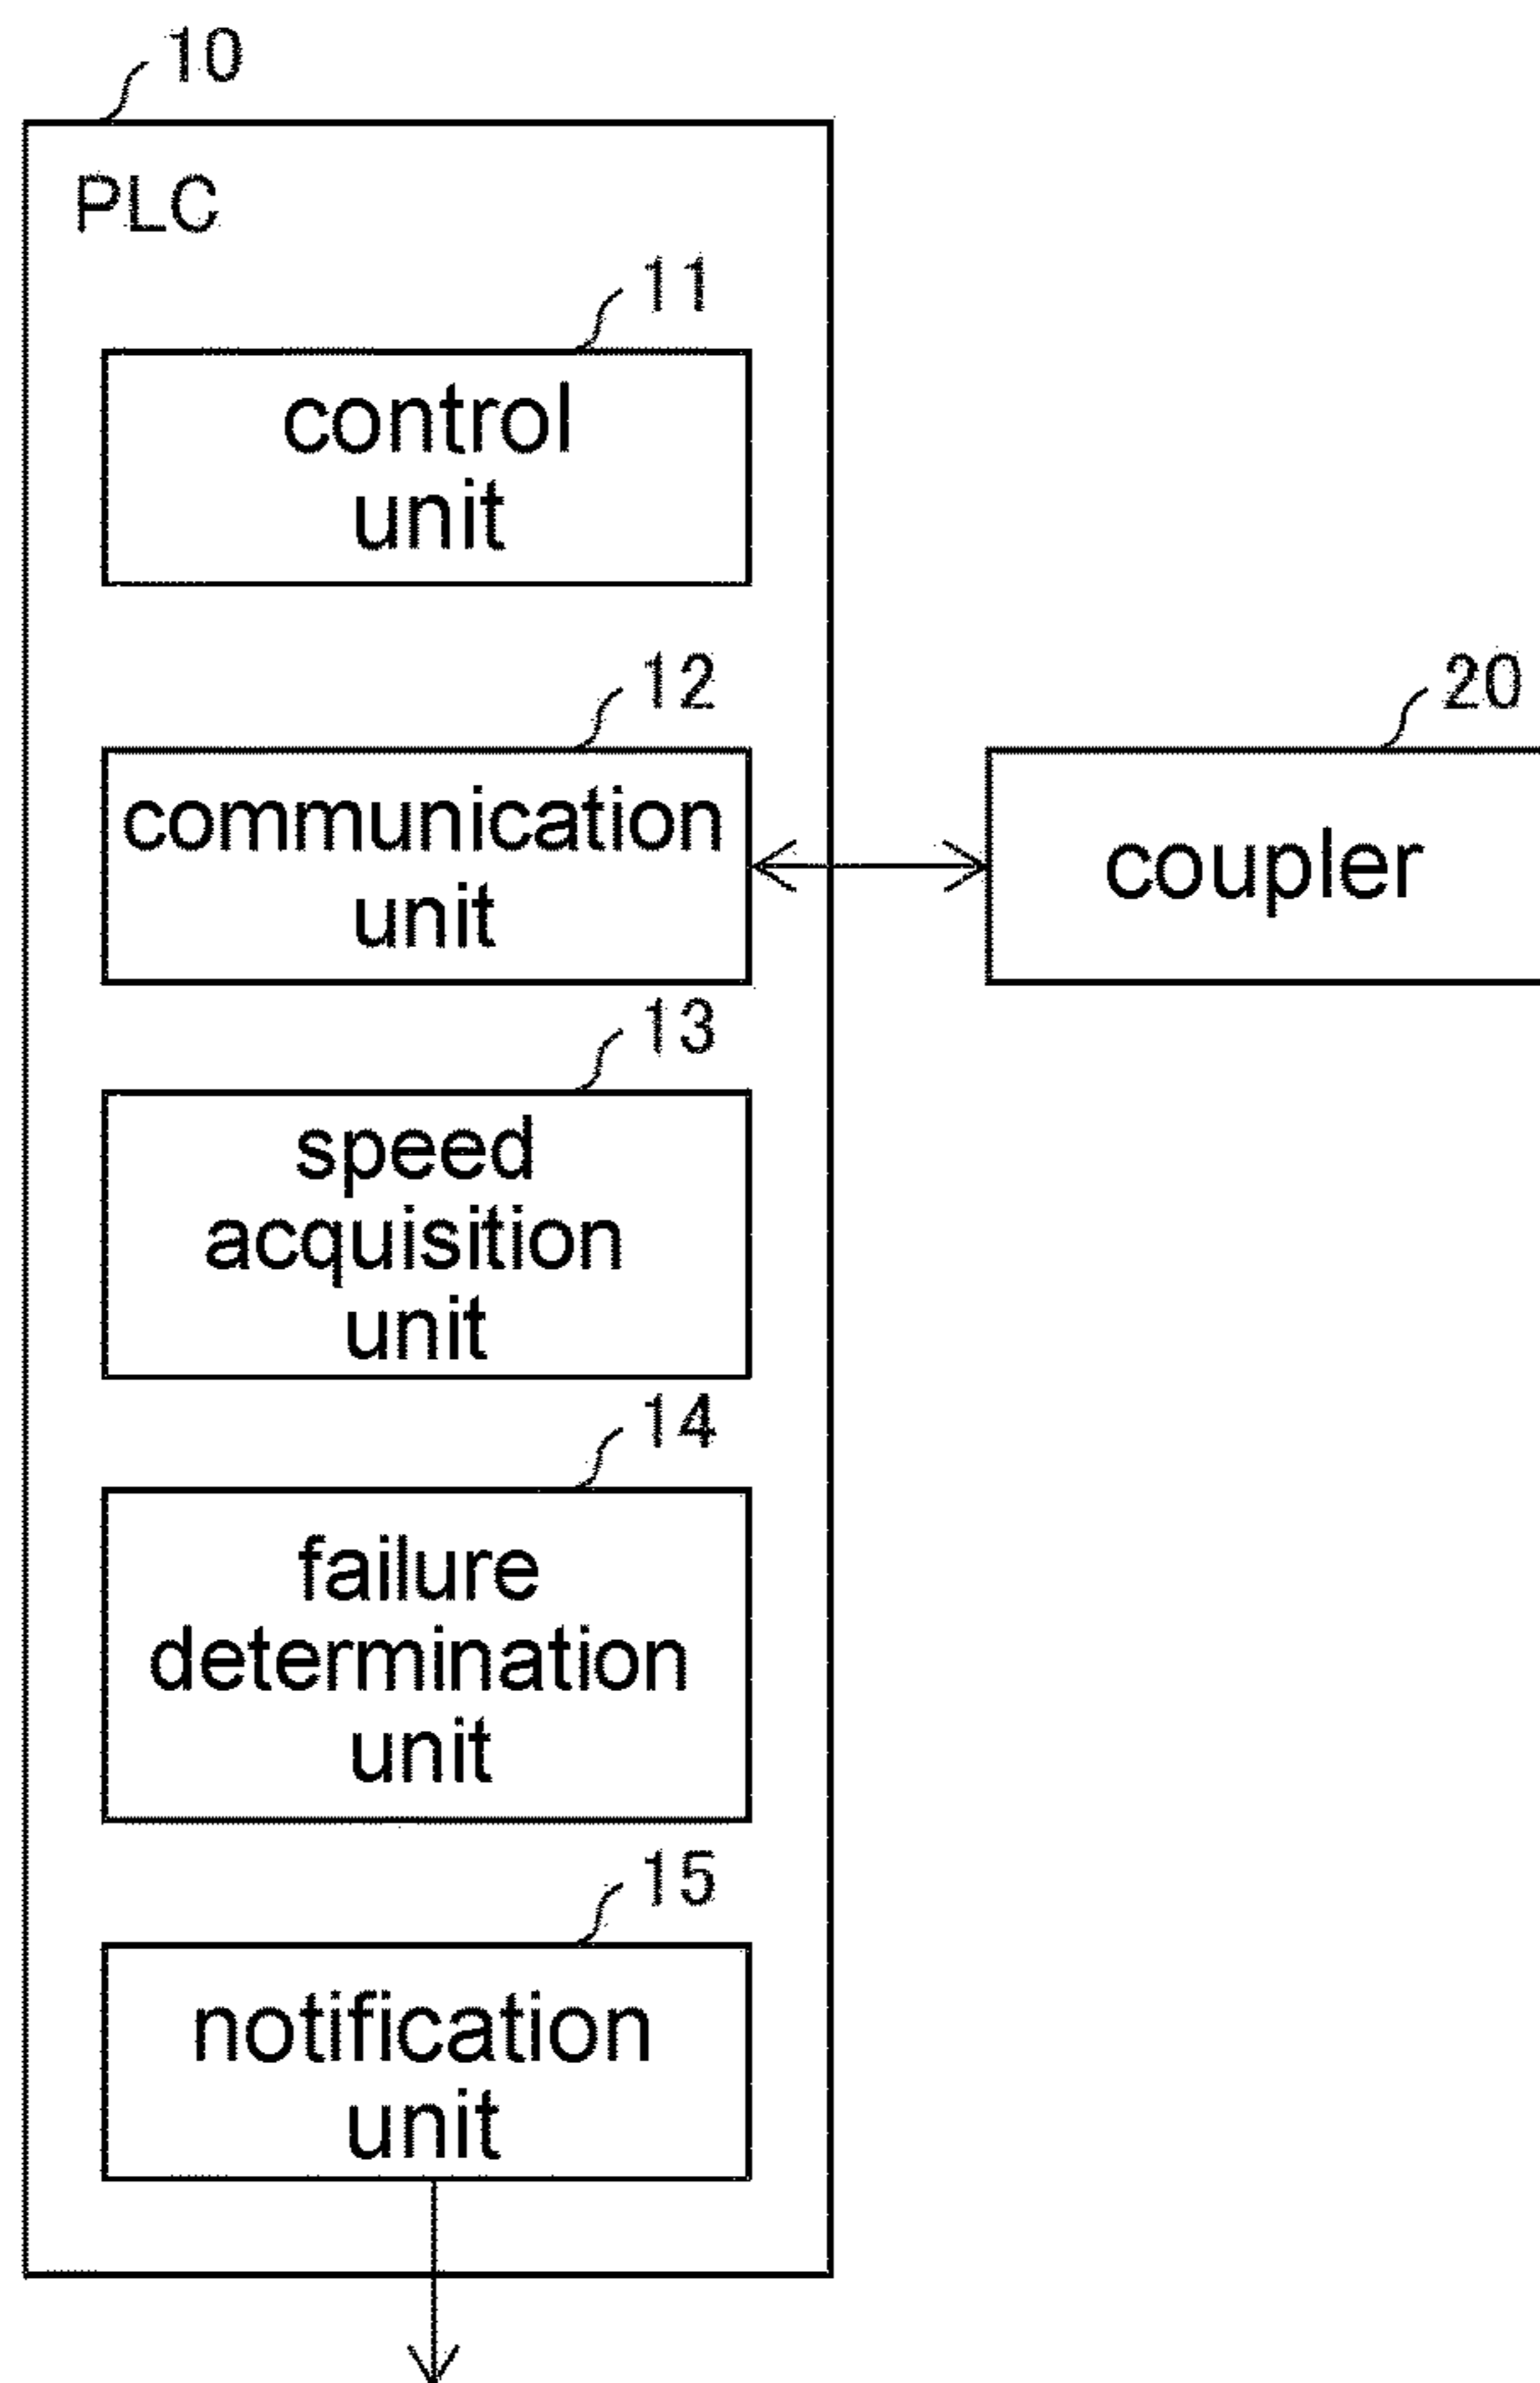 10
PLC
11
control
unit
12
communication
unit
20
coupler
13
speed
acquisition
unit
14
failure
determination
unit
15
notification
unit